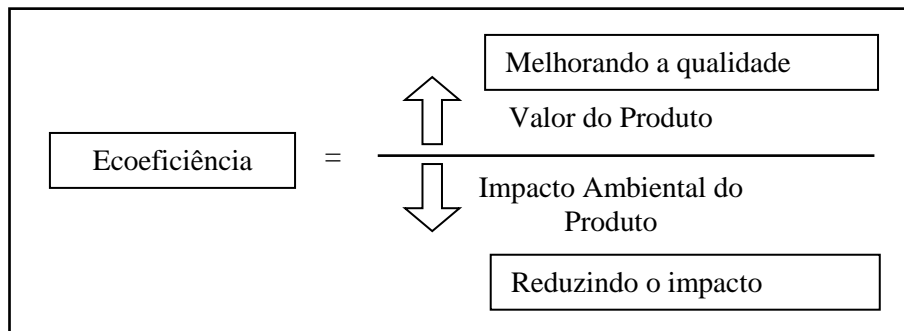 Melhorando a qualidade
Valor do Produto
Ecoeficiência =
Impacto Ambiental do
Produto
Reduzindo o impacto